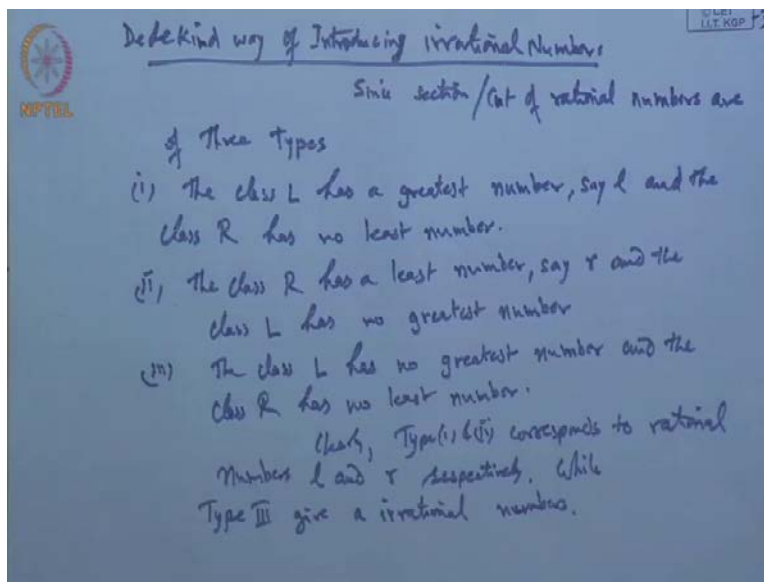 © CET
I.I.T. KGP
NPTEL
Dedekind way of Introducing irrational Numbers
Since section/Cut of rational numbers are
of Three Types
(i) The class L has a greatest number, say l and the
class R has no least number.
(ii) The class R has a least number, say r and the
class L has no greatest number
(iii) The class L has no greatest number and the
class R has no least number.
Clearly, Type (i) & (ii) corresponds to rational
Numbers l and r respectively. While
Type III give a irrational numbers.